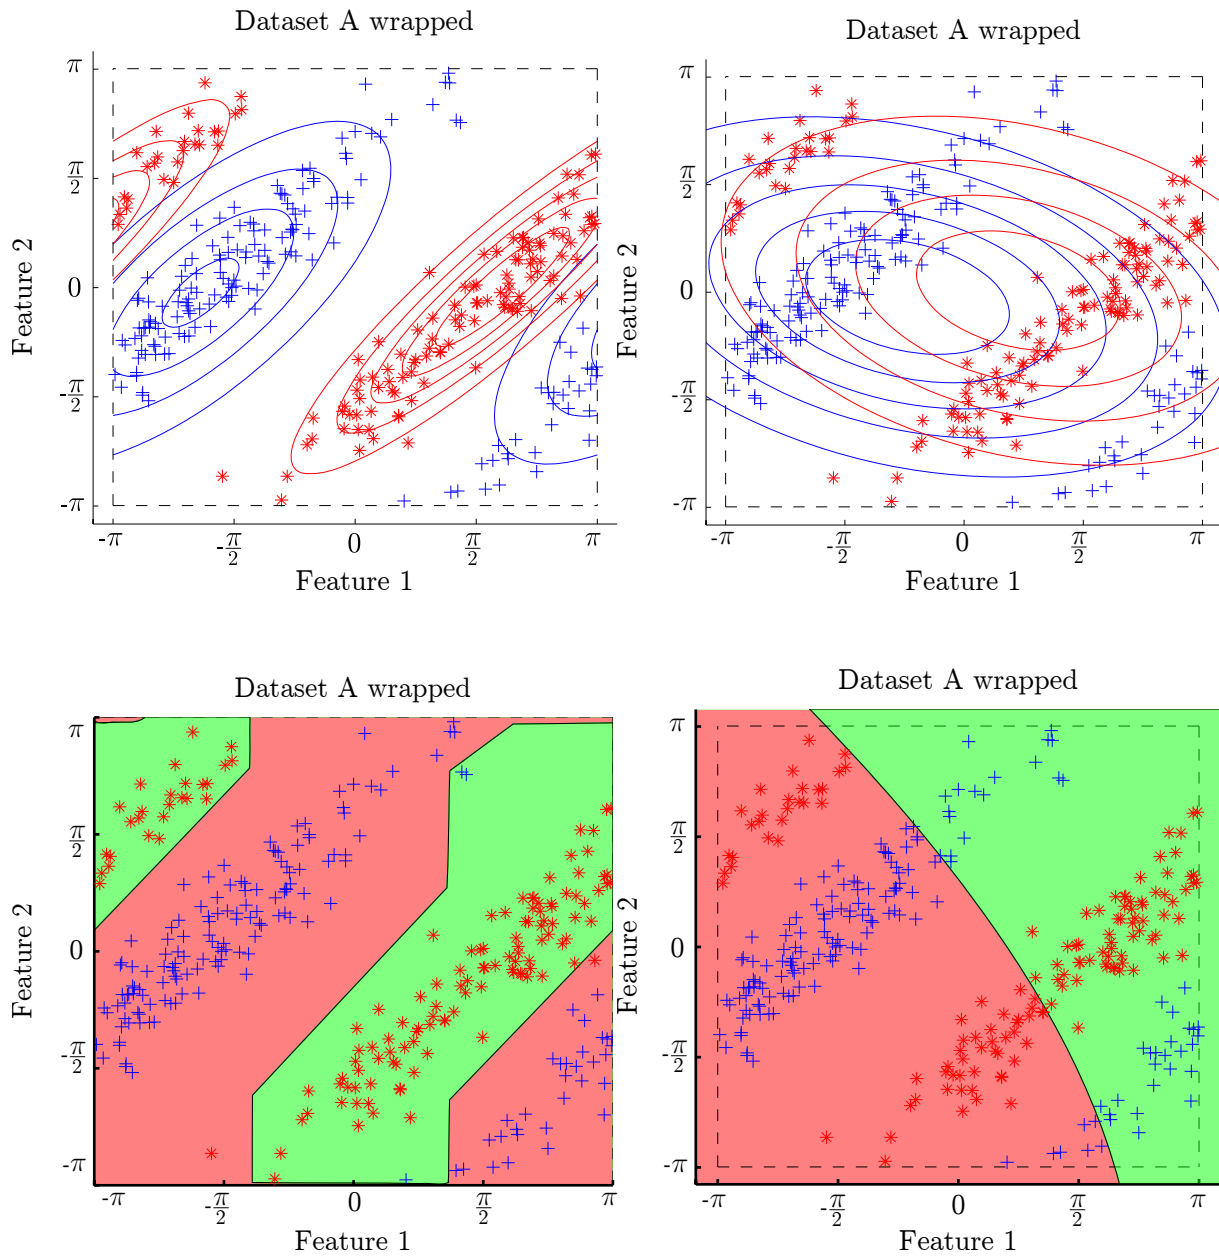 Dataset A wrapped
π
π/2
0
-π/2
-π
Feature 2
-π
-π/2
0
π/2
π
Feature 1
Dataset A wrapped
π
π/2
0
-π/2
-π
Feature 2
-π
-π/2
0
π/2
π
Feature 1
Dataset A wrapped
π
π/2
0
-π/2
-π
Feature 2
-π
-π/2
0
π/2
π
Feature 1
Dataset A wrapped
π
π/2
0
-π/2
-π
Feature 2
-π
-π/2
0
π/2
π
Feature 1